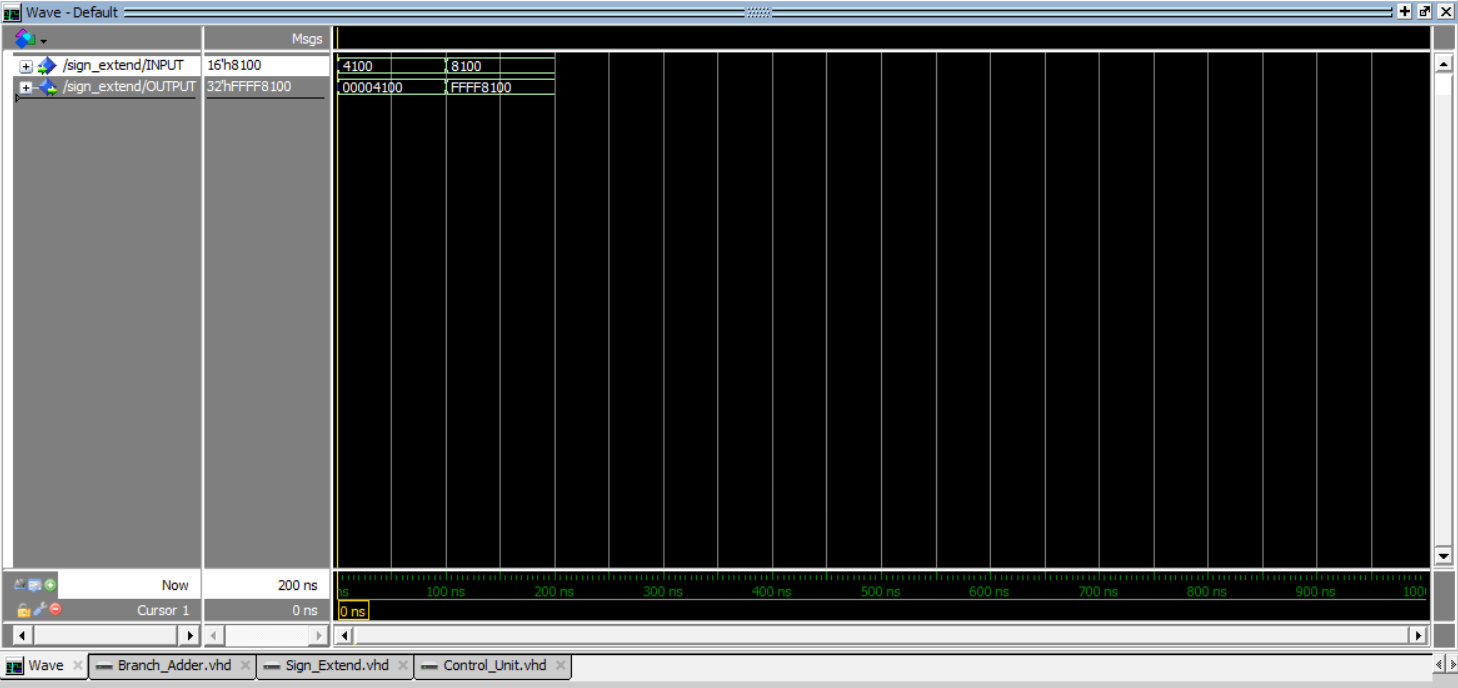 Wave - Default
Msgs
/sign_extend/INPUT 16'h8100 4100 8100
/sign_extend/OUTPUT 32'hFFFF8100 00004100 FFFF8100
Now 200 ns ns 100 ns 200 ns 300 ns 400 ns 500 ns 600 ns 700 ns 800 ns 900 ns 100
Cursor 1 0 ns 0 ns
Wave Branch_Adder.vhd Sign_Extend.vhd Control_Unit.vhd